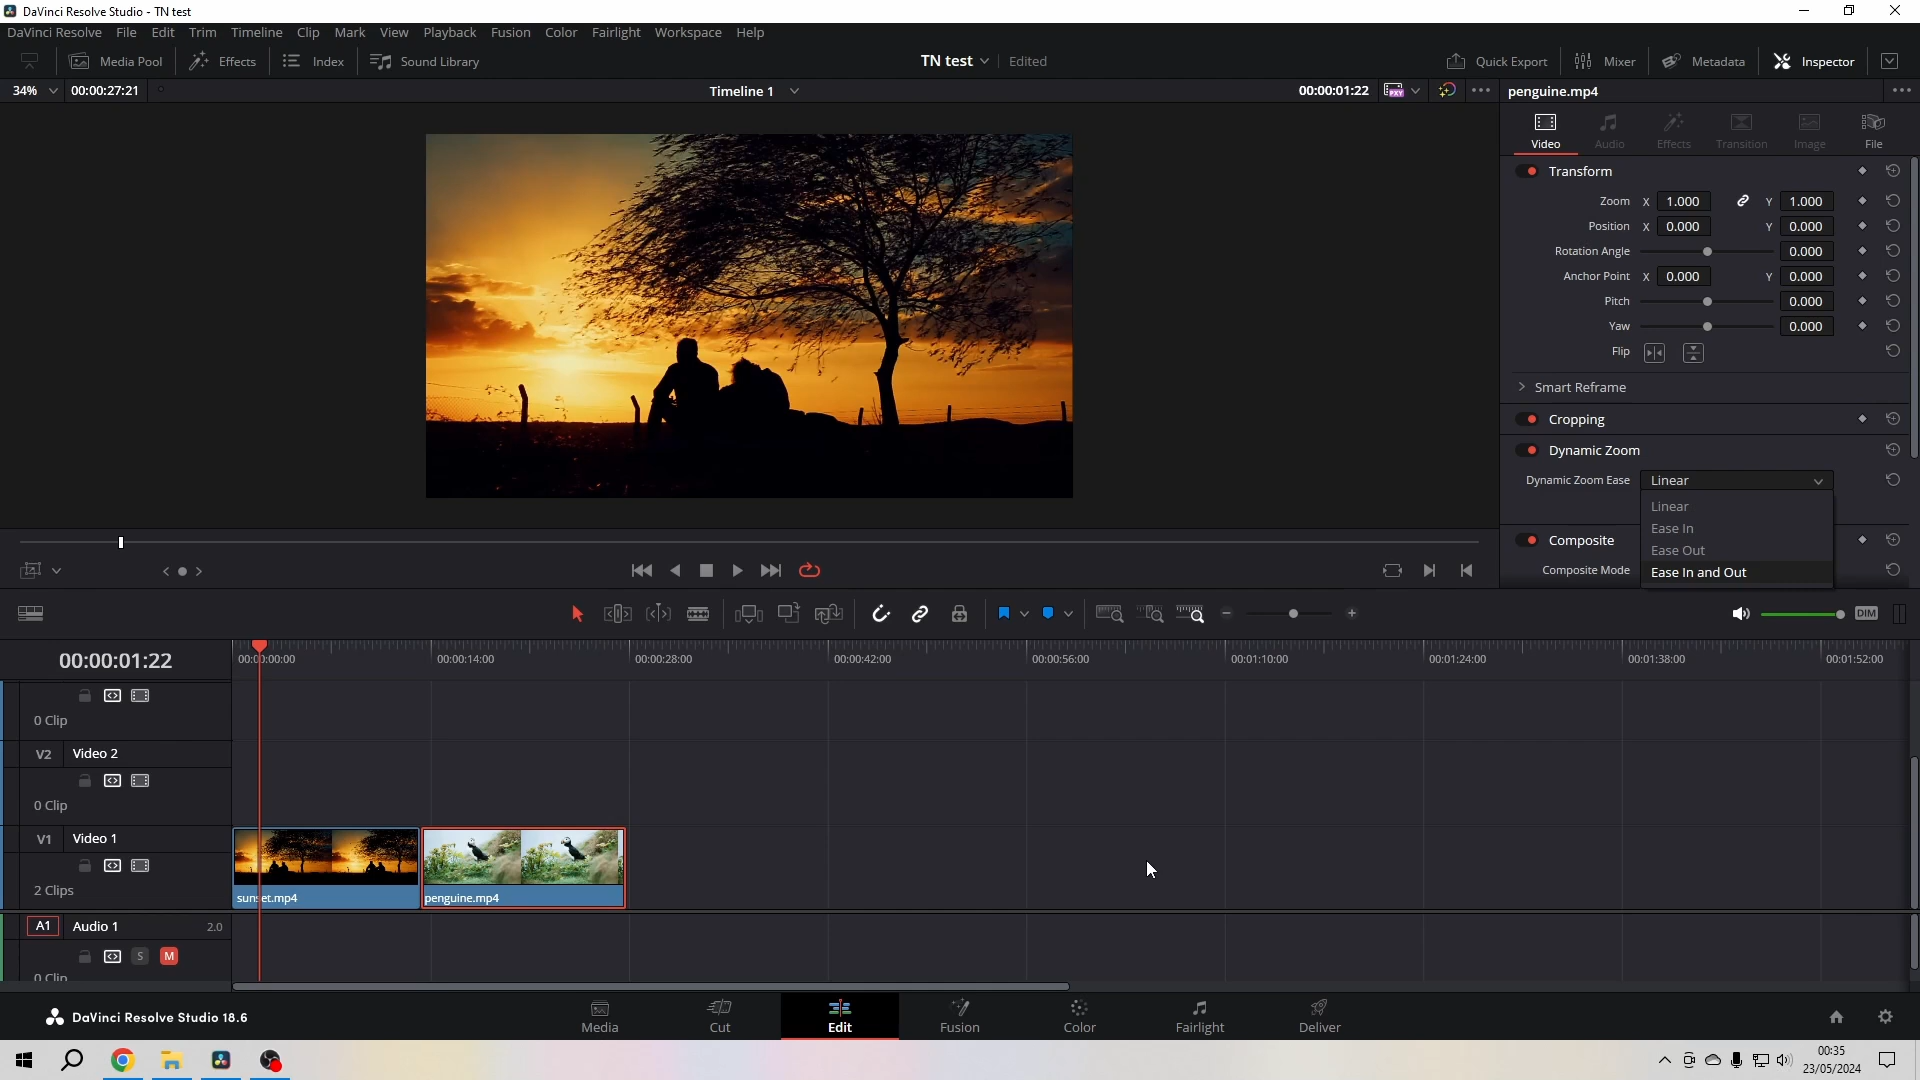 DaVinci Resolve Studio - TN test
DaVinci Resolve File Edit Trim Timeline Clip Mark View Playback Fusion Color Fairlight Workspace Help
Media Pool Effects Index Sound Library TN test Edited Quick Export Mixer Metadata Inspector
34% 00:00:27:21 Timeline 1 00:00:01:22 PXY penguine.mp4
Video Audio Effects Transition Image File
Transform
Zoom X 1.000 Y 1.000
Position X 0.000 Y 0.000
Rotation Angle 0.000
Anchor Point X 0.000 Y 0.000
Pitch 0.000
Yaw 0.000
Flip
Smart Reframe
Cropping
Dynamic Zoom
Dynamic Zoom Ease Linear
Linear
Ease In
Ease Out
Ease In and Out
Composite
Composite Mode
DIM
00:00:01:22 00:00:00:00 00:00:14:00 00:00:28:00 00:00:42:00 00:00:56:00 00:01:10:00 00:01:24:00 00:01:38:00 00:01:52:00
0 Clip
V2 Video 2
0 Clip
V1 Video 1
2 Clips
sunset.mp4 penguine.mp4
A1 Audio 1 2.0
S M
0 Clip
DaVinci Resolve Studio 18.6
Media Cut Edit Fusion Color Fairlight Deliver
00:35
23/05/2024